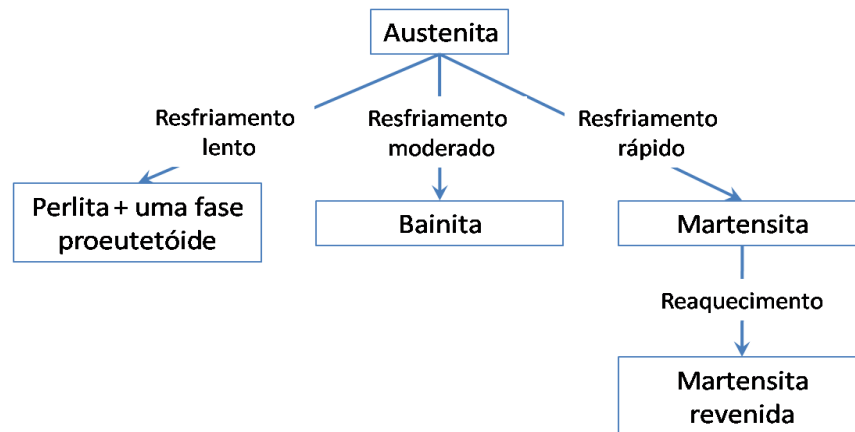 Austenita
Resfriamento
lento
Resfriamento
moderado
Resfriamento
rápido
Perlita + uma fase
proeutetóide
Bainita
Martensita
Reaquecimento
Martensita
revenida